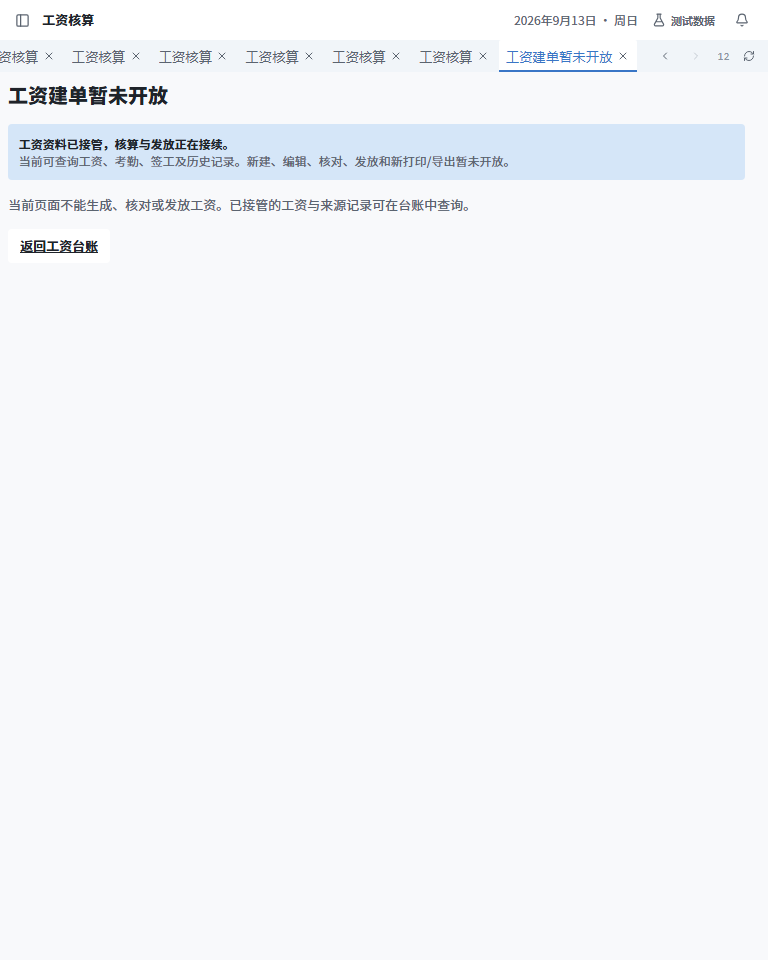 工资核算
2026年9月13日 • 周日
测试数据
资核算
工资核算
工资核算
工资核算
工资核算
工资核算
工资建单暂未开放
12
工资建单暂未开放
工资资料已接管，核算与发放正在接续。
当前可查询工资、考勤、签工及历史记录。新建、编辑、核对、发放和新打印/导出暂未开放。
当前页面不能生成、核对或发放工资。已接管的工资与来源记录可在台账中查询。
返回工资台账